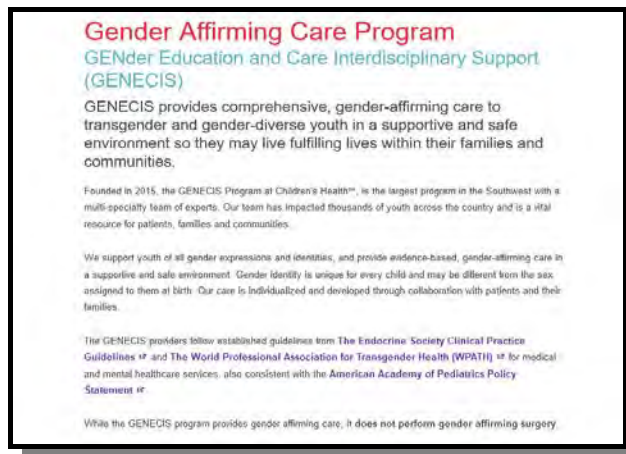 Gender Affirming Care Program
GENder Education and Care Interdisciplinary Support
(GENECIS)
GENECIS provides comprehensive, gender-affirming care to
transgender and gender-diverse youth in a supportive and safe
environment so they may live fulfilling lives within their families and
communities.
Founded in 2015, the GENECIS Program at Children's Health℠, is the largest program in the Southwest with a
multi-specialty team of experts. Our team has impacted thousands of youth across the country and is a vital
resource for patients, families and communities.
We support youth of all gender expressions and identities, and provide evidence-based, gender-affirming care in
a supportive and safe environment. Gender identity is unique for every child and may be different from the sex
assigned to them at birth. Our care is individualized and developed through collaboration with patients and their
families.
The GENECIS providers follow established guidelines from The Endocrine Society Clinical Practice
Guidelines and The World Professional Association for Transgender Health (WPATH) for medical
and mental healthcare services, also consistent with the American Academy of Pediatrics Policy
Statement
While the GENECIS program provides gender affirming care, it does not perform gender affirming surgery.